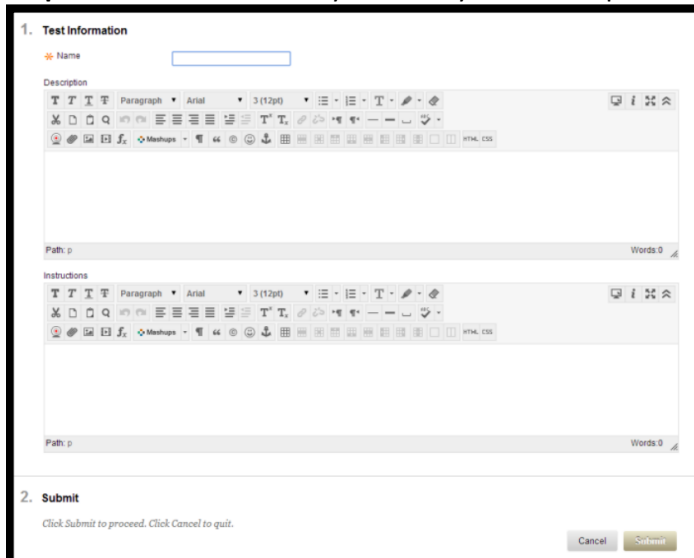 1. Test Information
Name
Description
T T T T Paragraph Arial 3 (12pt) T
T T
fx Mashups ¶ “ © HTML CSS
Path: p Words:0
Instructions
T T T T Paragraph Arial 3 (12pt) T
T T
fx Mashups ¶ “ © HTML CSS
Path: p Words:0
2. Submit
Click Submit to proceed. Click Cancel to quit.
Cancel Submit